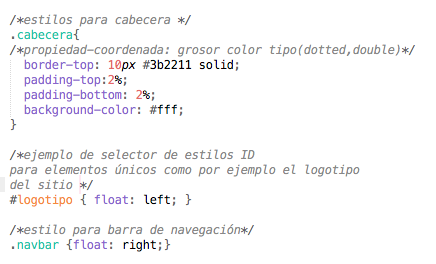 /*estilos para cabecera */
.cabecera{
/*propiedad-coordenada: grosor color tipo(dotted,double)*/
border-top: 10px #3b2211 solid;
padding-top:2%;
padding-bottom: 2%;
background-color: #fff;
}
/*ejemplo de selector de estilos ID
para elementos únicos como por ejemplo el logotipo
del sitio */
#logotipo { float: left; }
/*estilo para barra de navegación*/
.navbar {float: right;}